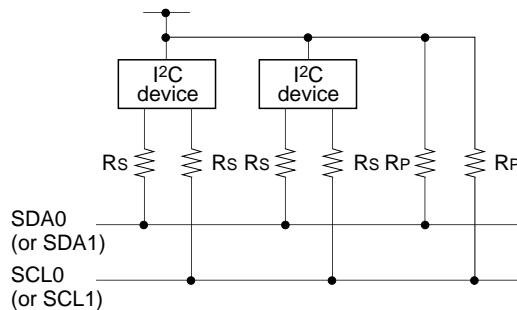 I²C
device
I²C
device
RS
RS
RS
RS
RP
RP
SDA0
(or SDA1)
SCL0
(or SCL1)